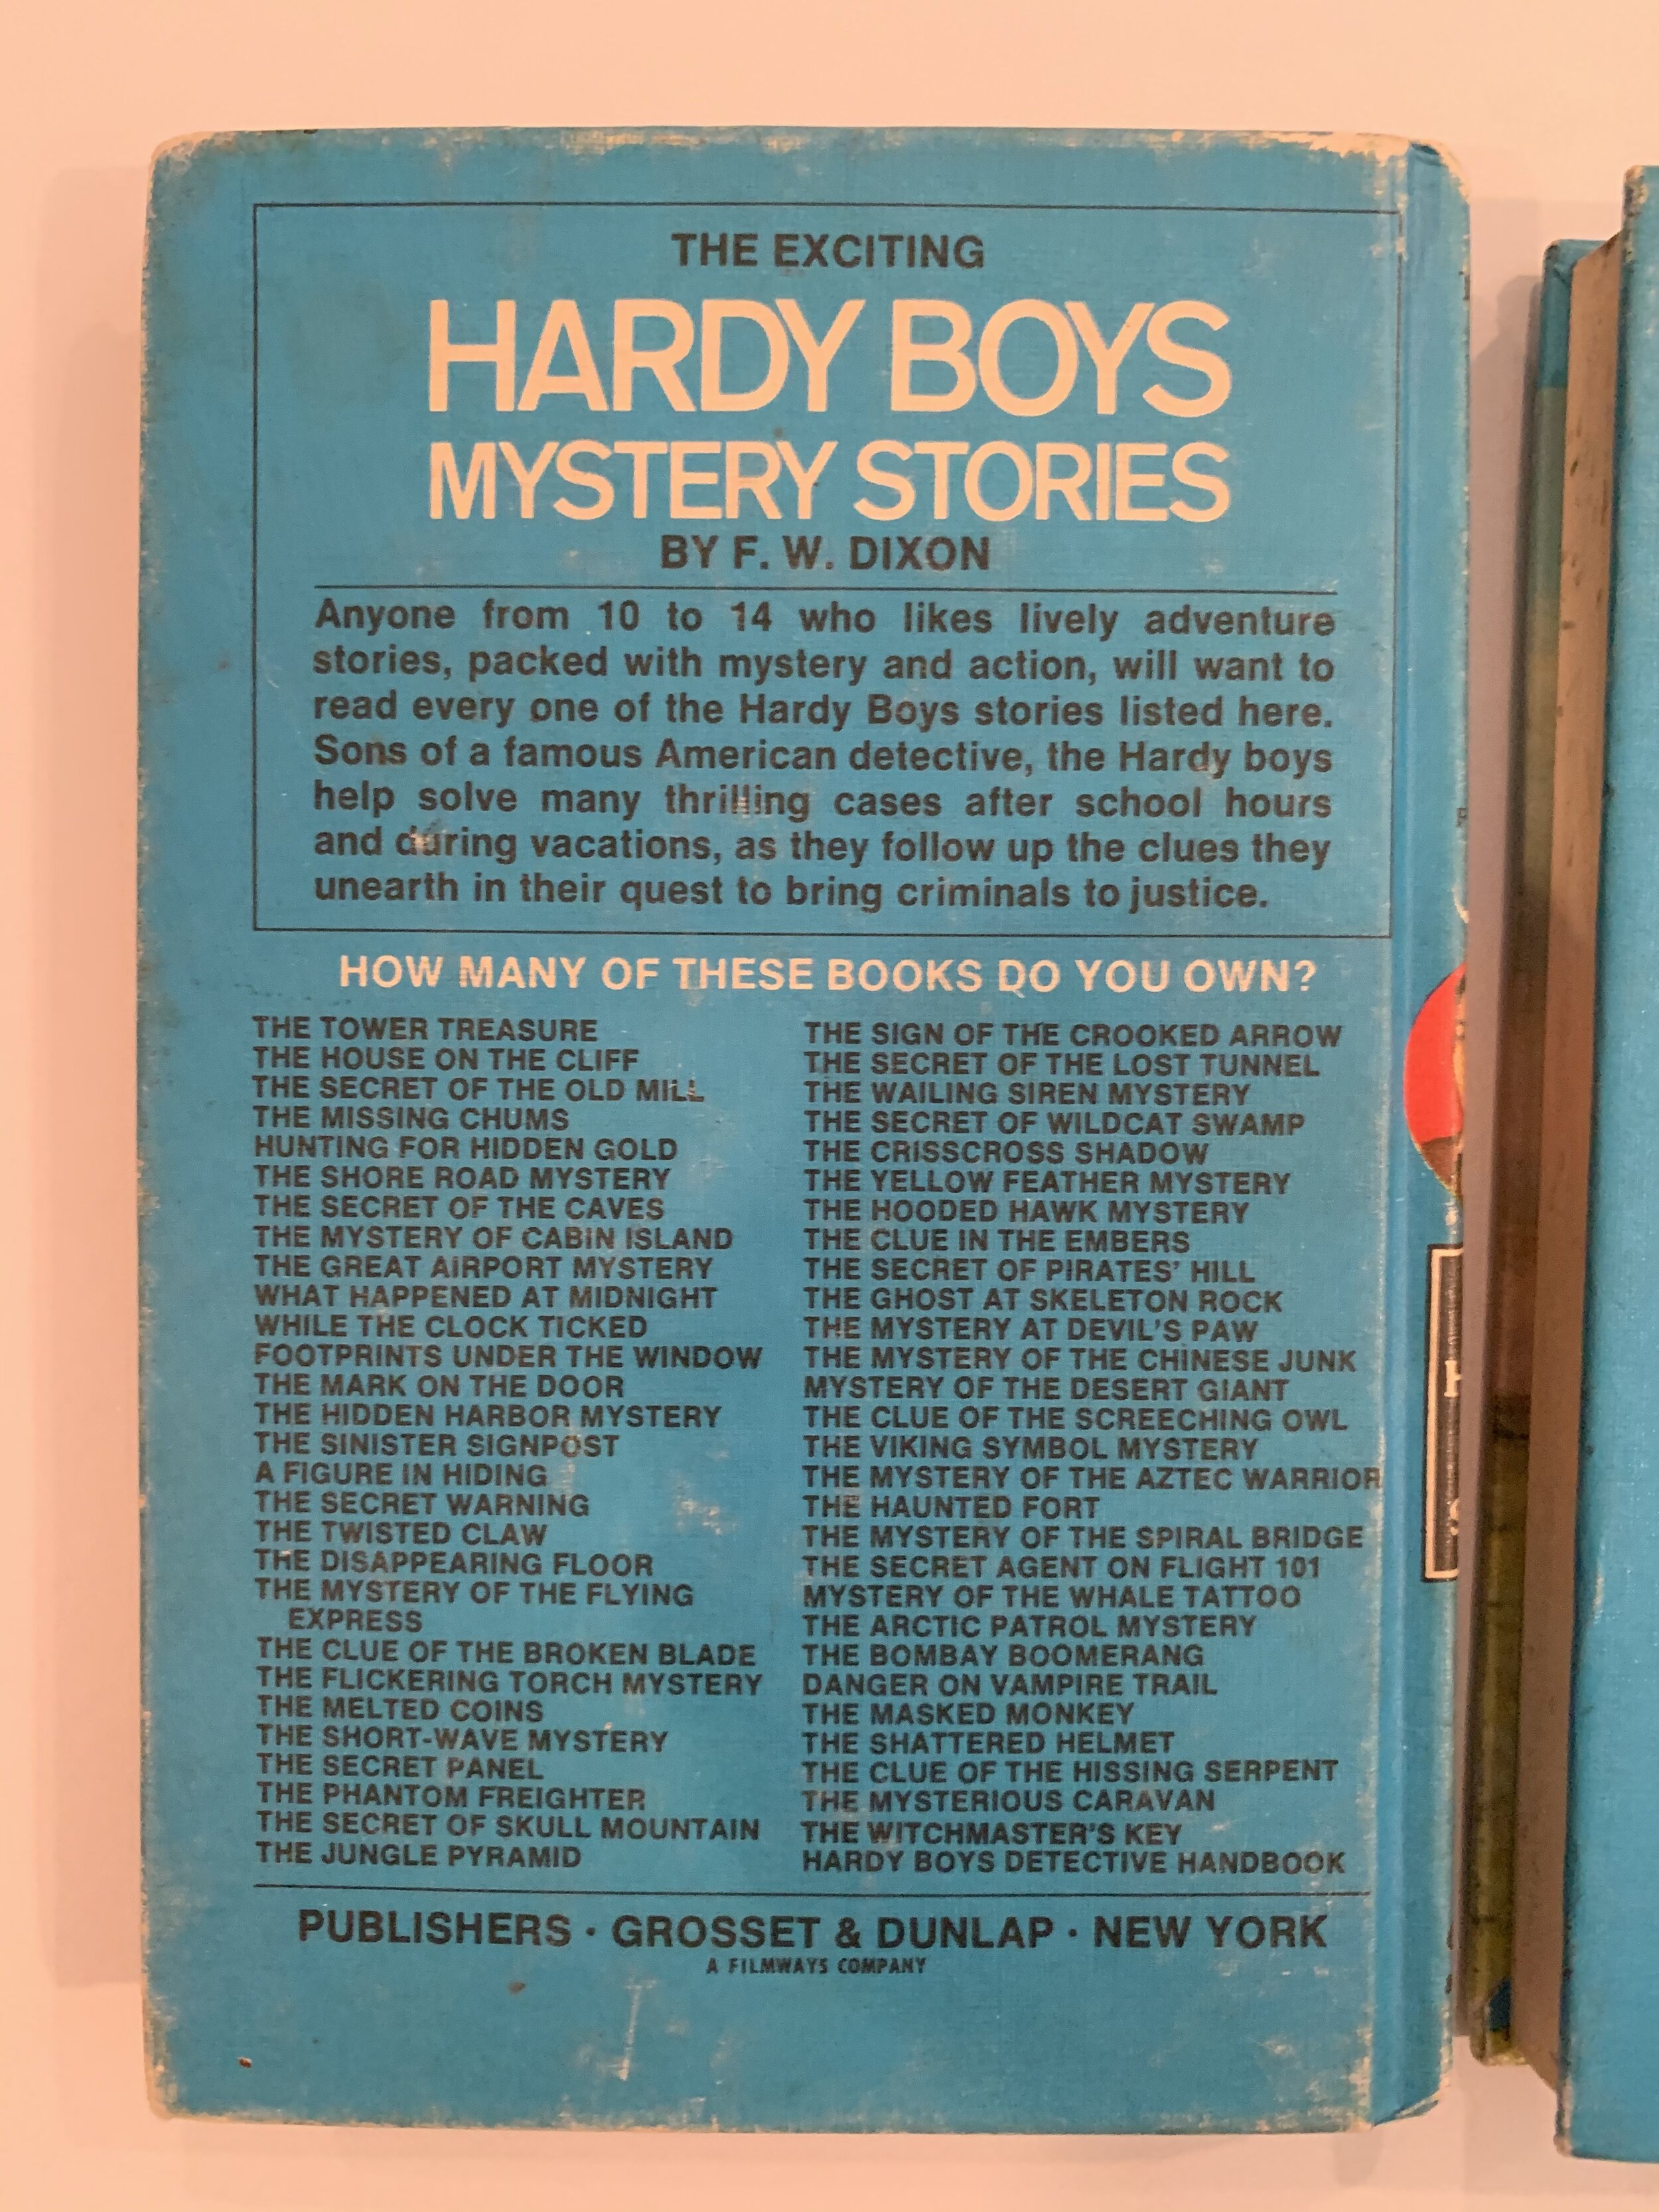 THE EXCITING
HARDY BOYS
MYSTERY STORIES
BY F. W. DIXON
Anyone from 10 to 14 who likes lively adventure
stories, packed with mystery and action, will want to
read every one of the Hardy Boys stories listed here.
Sons of a famous American detective, the Hardy boys
help solve many thrilling cases after school hours
and during vacations, as they follow up the clues they
unearth in their quest to bring criminals to justice.
HOW MANY OF THESE BOOKS DO YOU OWN?
THE TOWER TREASURE
THE HOUSE ON THE CLIFF
THE SECRET OF THE OLD MILL
THE MISSING CHUMS
HUNTING FOR HIDDEN GOLD
THE SHORE ROAD MYSTERY
THE SECRET OF THE CAVES
THE MYSTERY OF CABIN ISLAND
THE GREAT AIRPORT MYSTERY
WHAT HAPPENED AT MIDNIGHT
WHILE THE CLOCK TICKED
FOOTPRINTS UNDER THE WINDOW
THE MARK ON THE DOOR
THE HIDDEN HARBOR MYSTERY
THE SINISTER SIGNPOST
A FIGURE IN HIDING
THE SECRET WARNING
THE TWISTED CLAW
THE DISAPPEARING FLOOR
THE MYSTERY OF THE FLYING
EXPRESS
THE CLUE OF THE BROKEN BLADE
THE FLICKERING TORCH MYSTERY
THE MELTED COINS
THE SHORT-WAVE MYSTERY
THE SECRET PANEL
THE PHANTOM FREIGHTER
THE SECRET OF SKULL MOUNTAIN
THE JUNGLE PYRAMID
THE SIGN OF THE CROOKED ARROW
THE SECRET OF THE LOST TUNNEL
THE WAILING SIREN MYSTERY
THE SECRET OF WILDCAT SWAMP
THE CRISSCROSS SHADOW
THE YELLOW FEATHER MYSTERY
THE HOODED HAWK MYSTERY
THE CLUE IN THE EMBERS
THE SECRET OF PIRATES' HILL
THE GHOST AT SKELETON ROCK
THE MYSTERY AT DEVIL'S PAW
THE MYSTERY OF THE CHINESE JUNK
MYSTERY OF THE DESERT GIANT
THE CLUE OF THE SCREECHING OWL
THE VIKING SYMBOL MYSTERY
THE MYSTERY OF THE AZTEC WARRIOR
THE HAUNTED FORT
THE MYSTERY OF THE SPIRAL BRIDGE
THE SECRET AGENT ON FLIGHT 101
MYSTERY OF THE WHALE TATTOO
THE ARCTIC PATROL MYSTERY
THE BOMBAY BOOMERANG
DANGER ON VAMPIRE TRAIL
THE MASKED MONKEY
THE SHATTERED HELMET
THE CLUE OF THE HISSING SERPENT
THE MYSTERIOUS CARAVAN
THE WITCHMASTER'S KEY
HARDY BOYS DETECTIVE HANDBOOK
PUBLISHERS · GROSSET & DUNLAP · NEW YORK
A FILMWAYS COMPANY